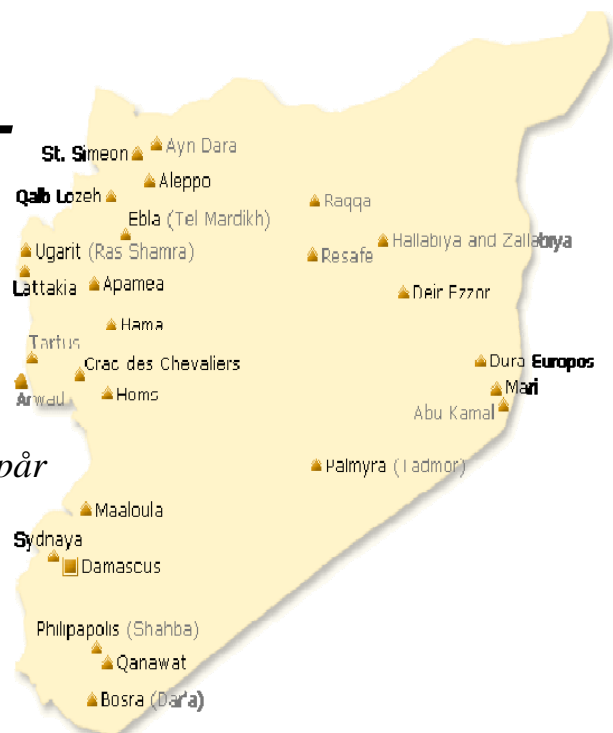 St. Simeon
Ayn Dara
Aleppo
Qalb Lozeh
Raqqa
Ebla (Tel Mardikh)
Hallabiya and Zallabiya
Ugarit (Ras Shamra)
Resafe
Lattakia
Apamea
Deir Ezzor
Hama
Tartus
Crac des Chevaliers
Dura Europos
Mari
Arwad
Homs
Abu Kamal
pår
Palmyra (Tadmor)
Maaloula
Sydnaya
Damascus
Philipapolis (Shahba)
Qanawat
Bosra (Dar'a)